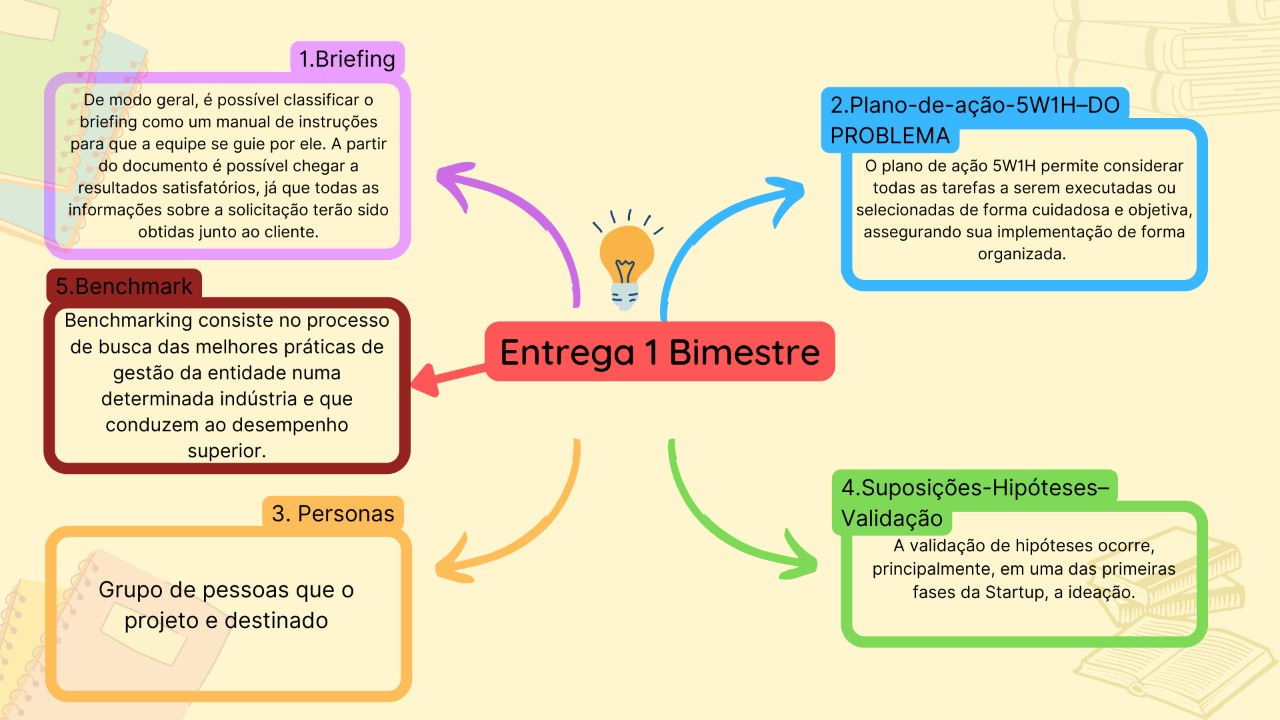 1.Briefing
De modo geral, é possível classificar o
briefing como um manual de instruções
para que a equipe se guie por ele. A partir
do documento é possível chegar a
resultados satisfatórios, já que todas as
informações sobre a solicitação terão sido
obtidas junto ao cliente.
2.Plano-de-ação-5W1H–DO
PROBLEMA
O plano de ação 5W1H permite considerar
todas as tarefas a serem executadas ou
selecionadas de forma cuidadosa e objetiva,
assegurando sua implementação de forma
organizada.
5.Benchmark
Benchmarking consiste no processo
de busca das melhores práticas de
gestão da entidade numa
determinada indústria e que
conduzem ao desempenho
superior.
Entrega 1 Bimestre
3. Personas
Grupo de pessoas que o
projeto e destinado
4.Suposições-Hipóteses–
Validação
A validação de hipóteses ocorre,
principalmente, em uma das primeiras
fases da Startup, a ideação.